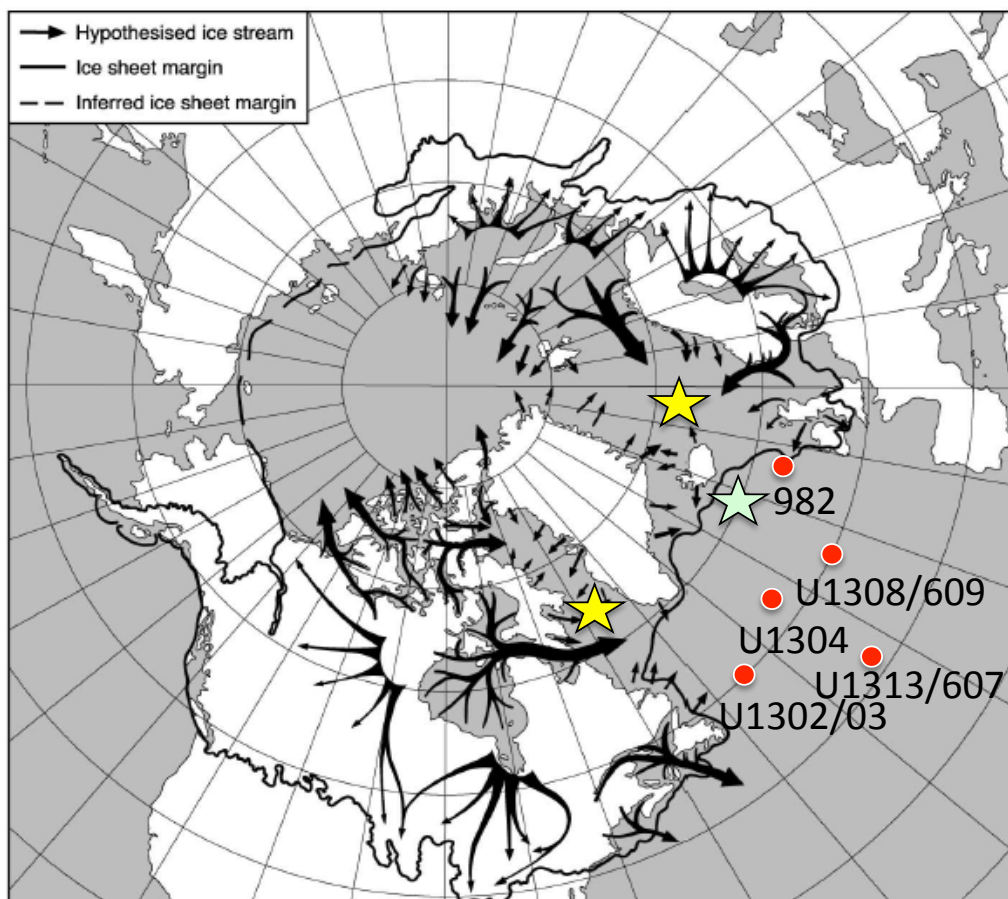 Hypothesised ice stream
Ice sheet margin
Inferred ice sheet margin
982
U1308/609
U1304
U1313/607
U1302/03